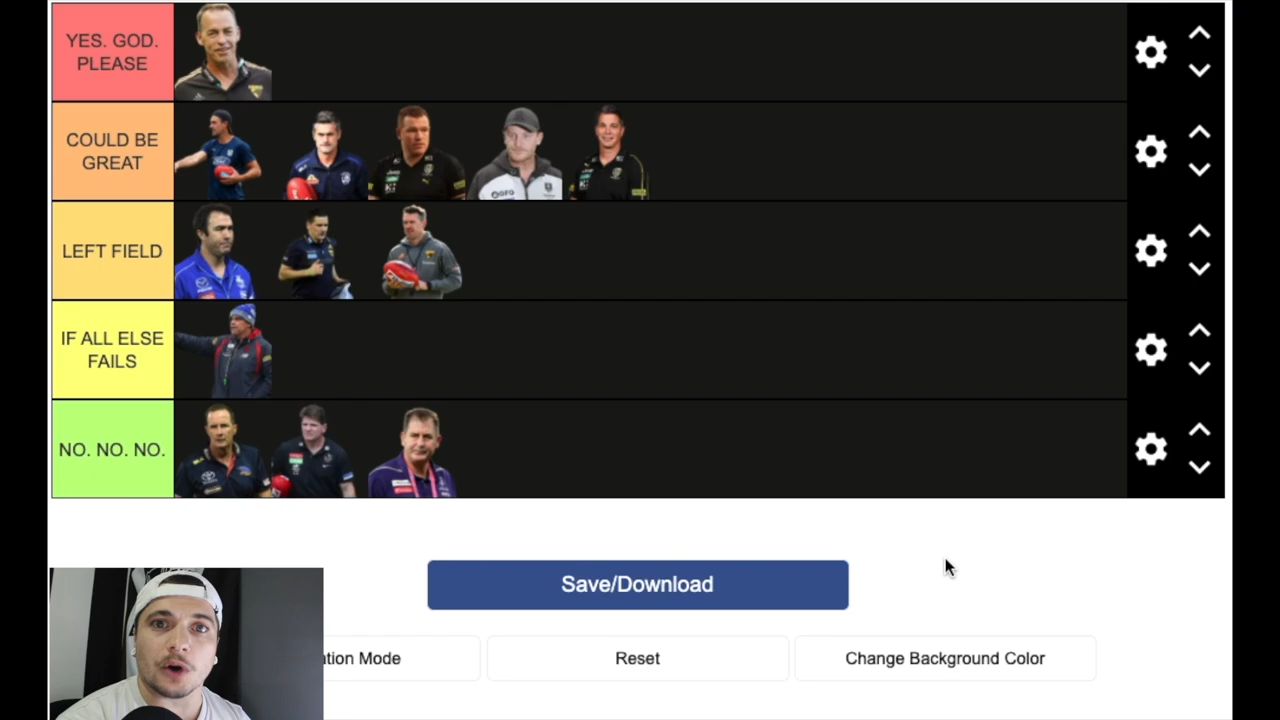 YES. GOD.
PLEASE
COULD BE
GREAT
LEFT FIELD
IF ALL ELSE
FAILS
NO. NO. NO.
Save/Download
Mode
Reset
Change Background Color